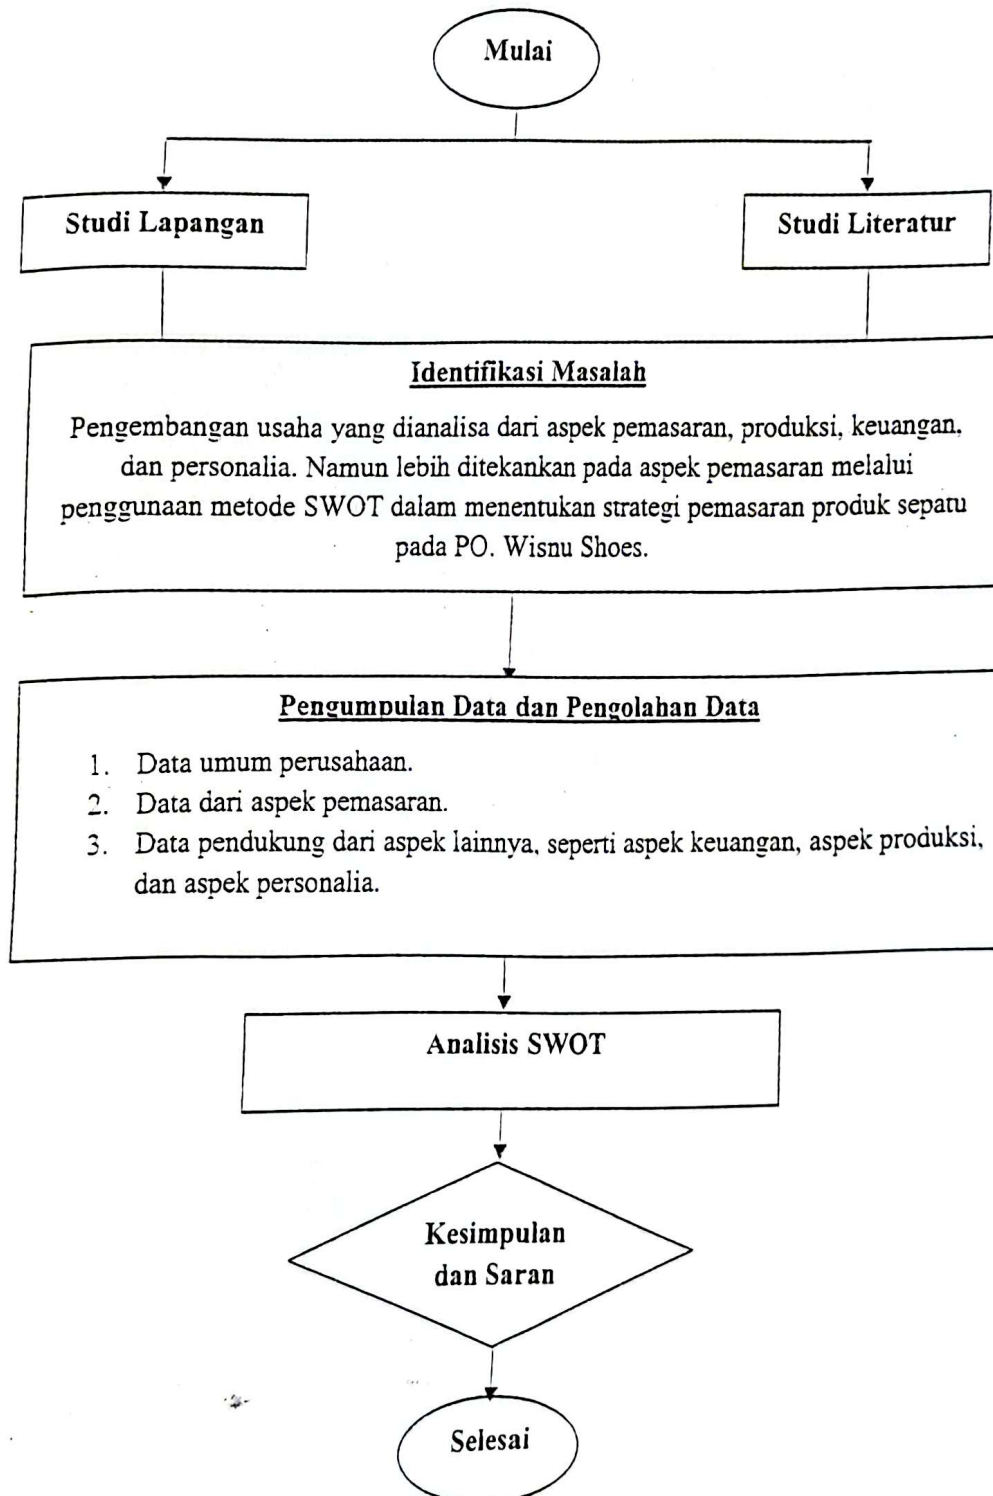 Mulai
Studi Lapangan
Studi Literatur
Identifikasi Masalah
Pengembangan usaha yang dianalisa dari aspek pemasaran, produksi, keuangan,
dan personalia. Namun lebih ditekankan pada aspek pemasaran melalui
penggunaan metode SWOT dalam menentukan strategi pemasaran produk sepatu
pada PO. Wisnu Shoes.
Pengumpulan Data dan Pengolahan Data
1. Data umum perusahaan.
2. Data dari aspek pemasaran.
3. Data pendukung dari aspek lainnya, seperti aspek keuangan, aspek produksi,
dan aspek personalia.
Analisis SWOT
Kesimpulan
dan Saran
Selesai